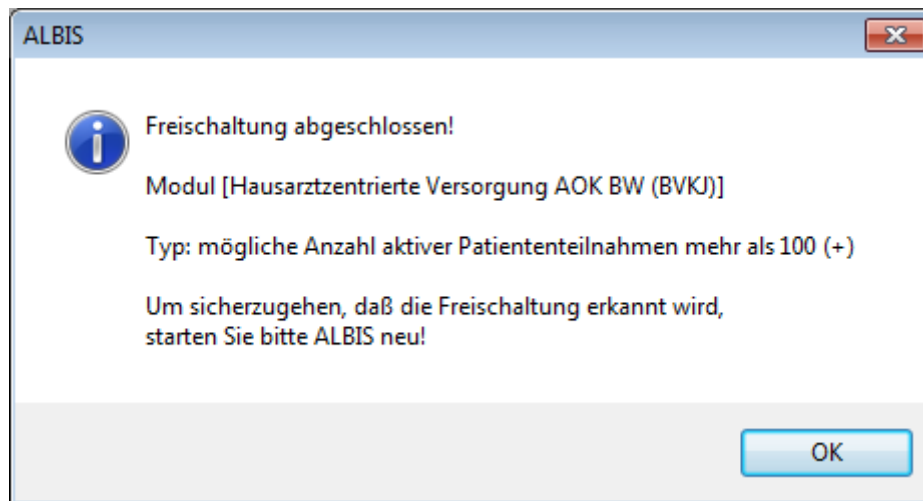 ALBIS
Freischaltung abgeschlossen!
Modul [Hausarztzentrierte Versorgung AOK BW (BVKJ)]
Typ: mögliche Anzahl aktiver Patiententeilnahmen mehr als 100 (+)
Um sicherzugehen, daß die Freischaltung erkannt wird,
starten Sie bitte ALBIS neu!
OK